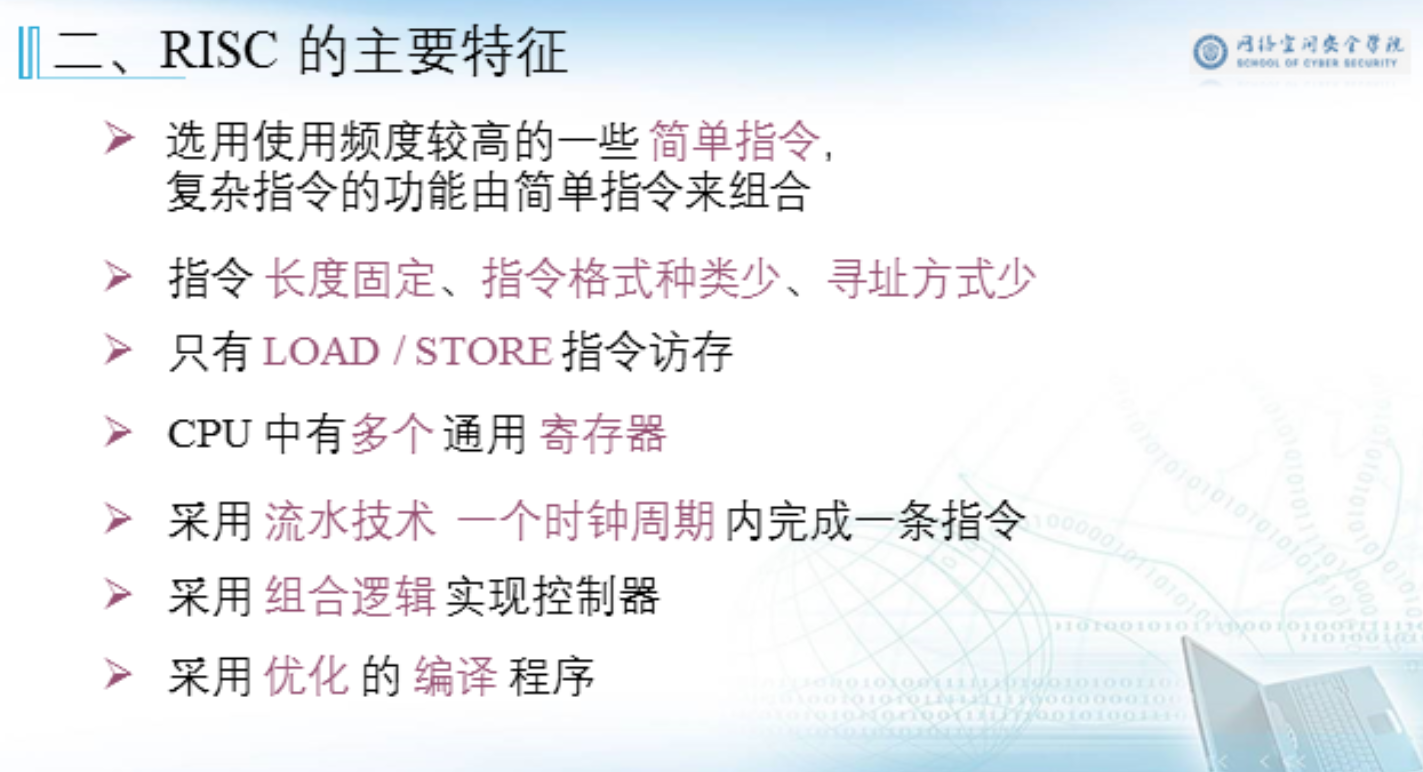 二、RISC 的主要特征
网络空间安全学院
SCHOOL OF CYBER SECURITY
选用使用频度较高的一些 简单指令,
复杂指令的功能由简单指令来组合
指令 长度固定、指令格式种类少、寻址方式少
只有 LOAD / STORE 指令访存
CPU 中有多个 通用 寄存器
采用 流水技术 一个时钟周期 内完成一条指令
采用 组合逻辑 实现控制器
采用 优化 的 编译 程序